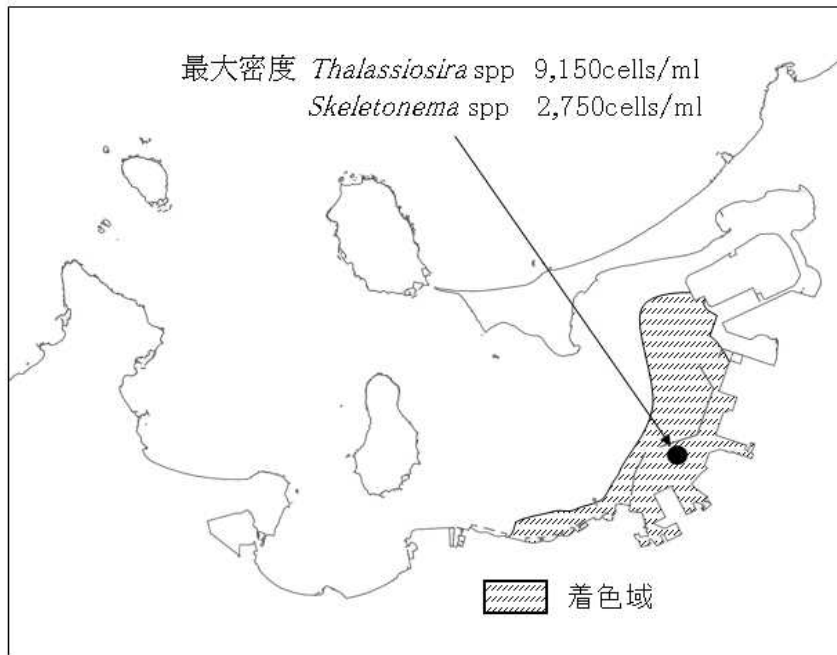 最大密度 Thalassiosira spp 9,150cells/ml
Skeletonema spp 2,750cells/ml
着色域